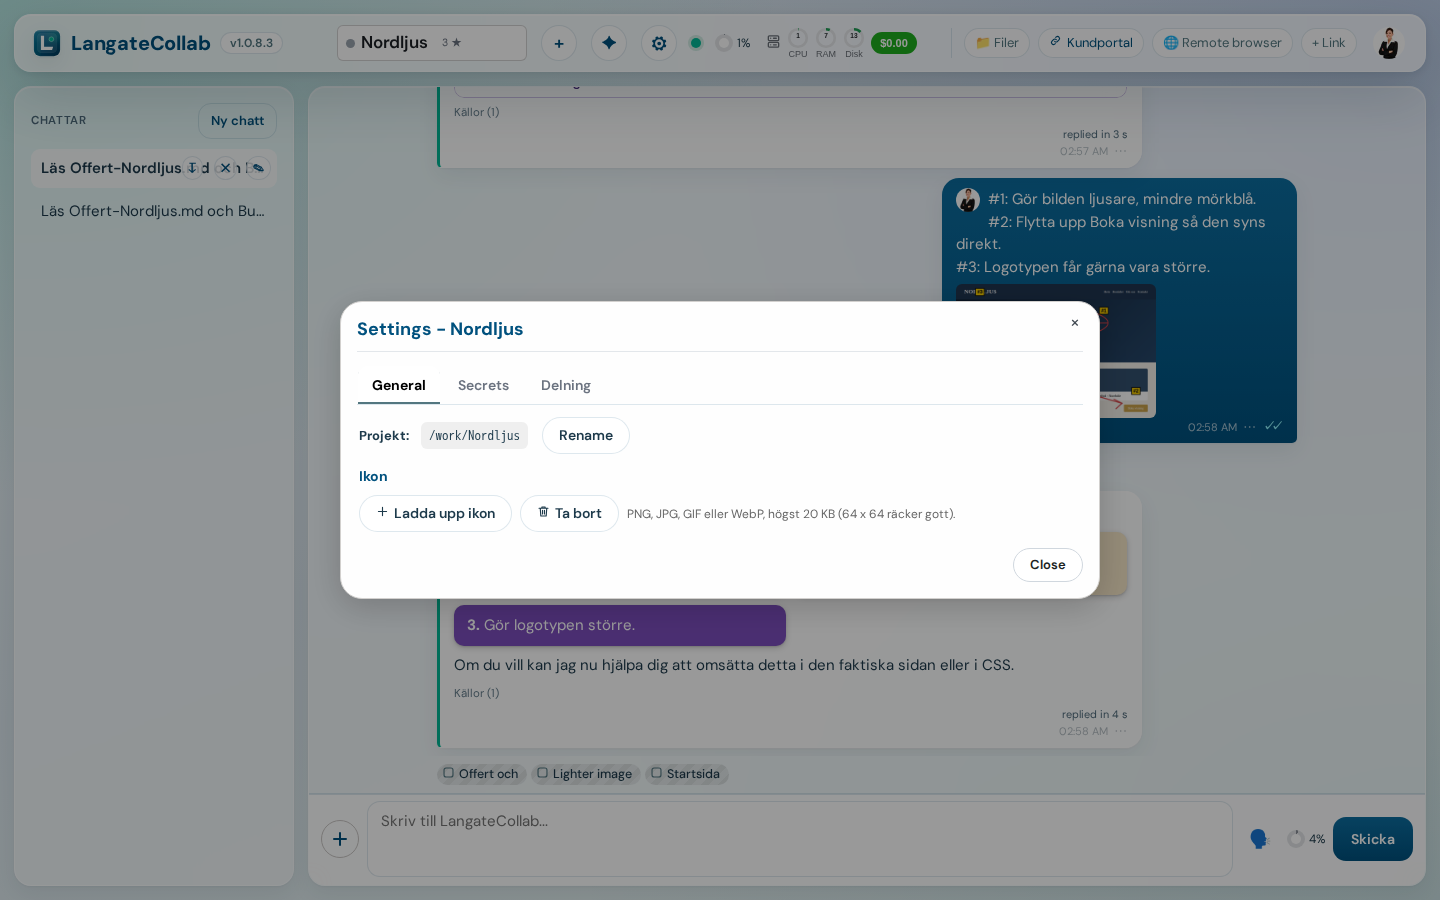 LangateCollab
v1.0.8.3
Nordljus
3 ★
1%
1
CPU
7
RAM
13
Disk
$0.00
Filer
Kundportal
Remote browser
+ Link
CHATTAR
Ny chatt
Läs Offert-Nordljus
Läs Offert-Nordljus.md och Bu...
Källor (1)
replied in 3 s
02:57 AM
#1: Gör bilden ljusare, mindre mörkblå.
#2: Flytta upp Boka visning så den syns
direkt.
#3: Logotypen får gärna vara större.
02:58 AM
Settings – Nordljus
×
General
Secrets
Delning
Projekt:
/work/Nordljus
Rename
Ikon
+ Ladda upp ikon
Ta bort
PNG, JPG, GIF eller WebP, högst 20 KB (64 x 64 räcker gott).
Close
3. Gör logotypen större.
Om du vill kan jag nu hjälpa dig att omsätta detta i den faktiska sidan eller i CSS.
Källor (1)
replied in 4 s
02:58 AM
Offert och
Lighter image
Startsida
Skriv till LangateCollab...
4%
Skicka